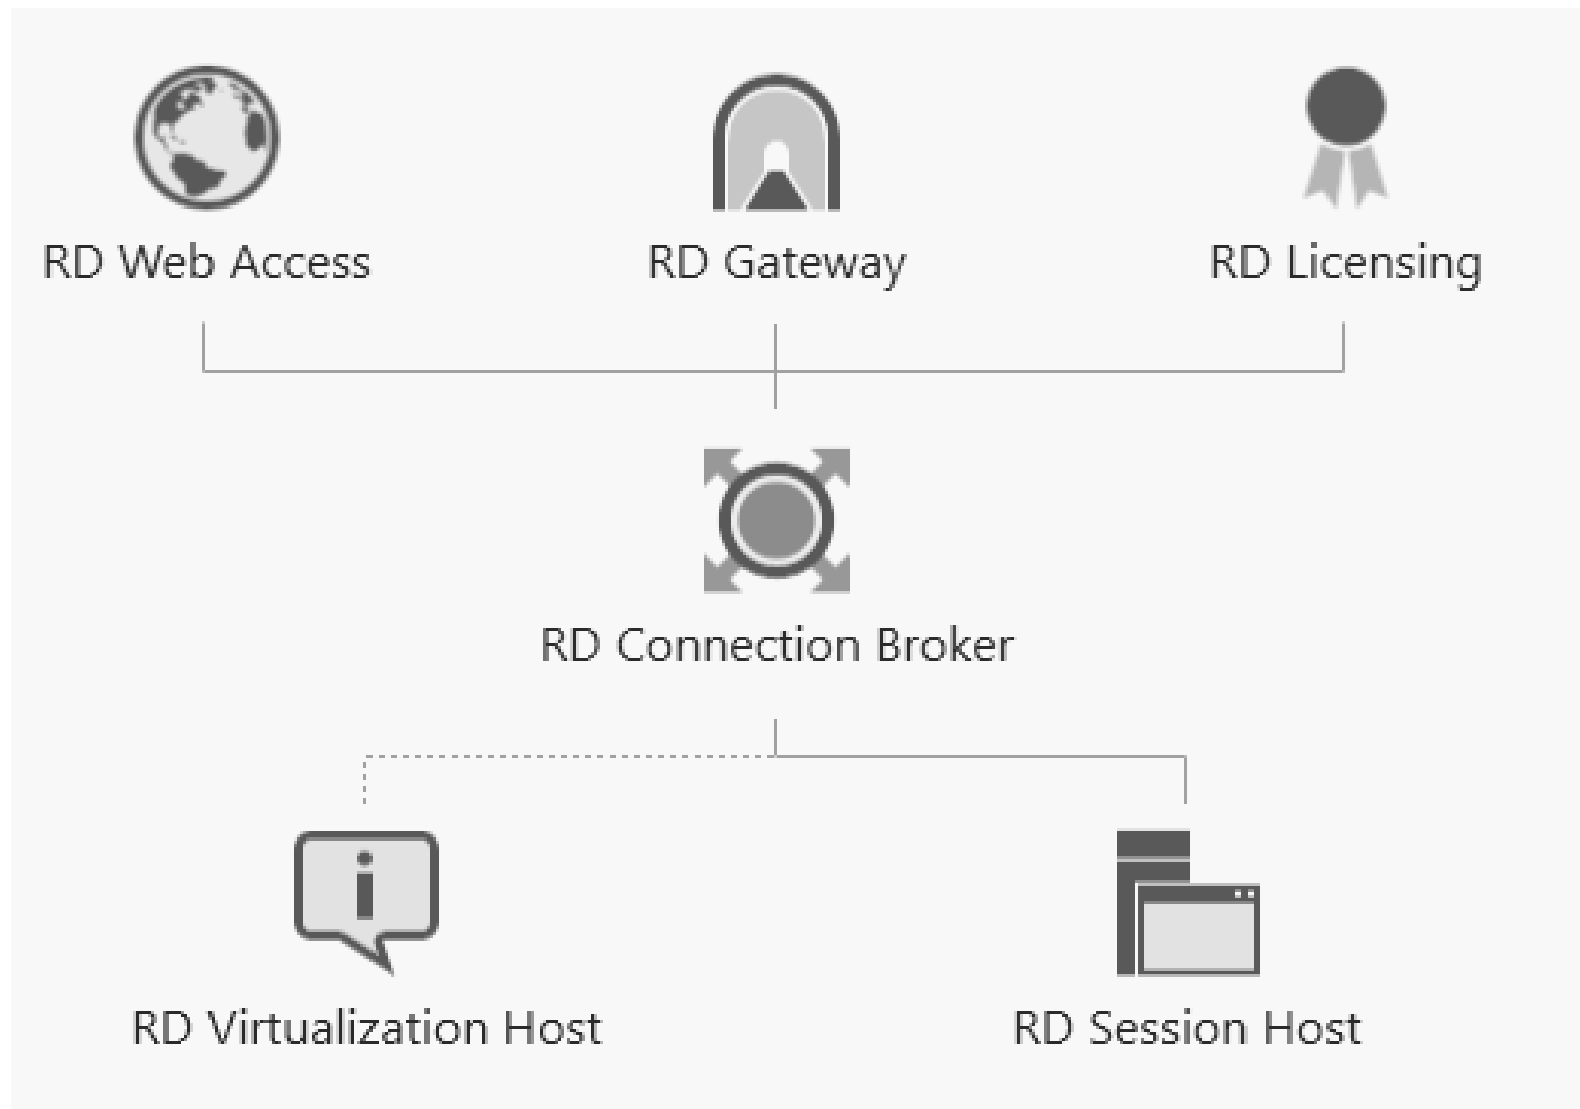 RD Web Access
RD Gateway
RD Licensing
RD Connection Broker
RD Virtualization Host
RD Session Host